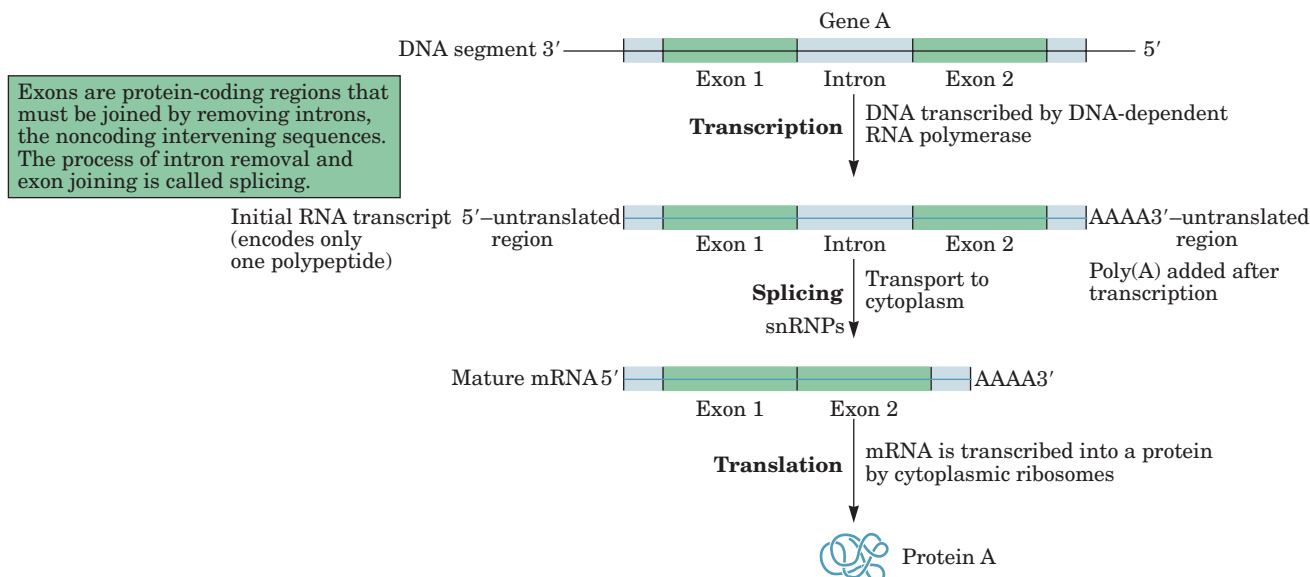 Gene A
DNA segment 3′ 5′
Exon 1 Intron Exon 2
Exons are protein-coding regions that
must be joined by removing introns,
the noncoding intervening sequences.
The process of intron removal and
exon joining is called splicing.
Transcription
DNA transcribed by DNA-dependent
RNA polymerase
Initial RNA transcript
(encodes only
one polypeptide)
5′–untranslated
region
AAAA3′–untranslated
region
Exon 1 Intron Exon 2
Poly(A) added after
transcription
Splicing
snRNPs
Transport to
cytoplasm
Mature mRNA 5′ AAAA3′
Exon 1 Exon 2
Translation
mRNA is transcribed into a protein
by cytoplasmic ribosomes
Protein A